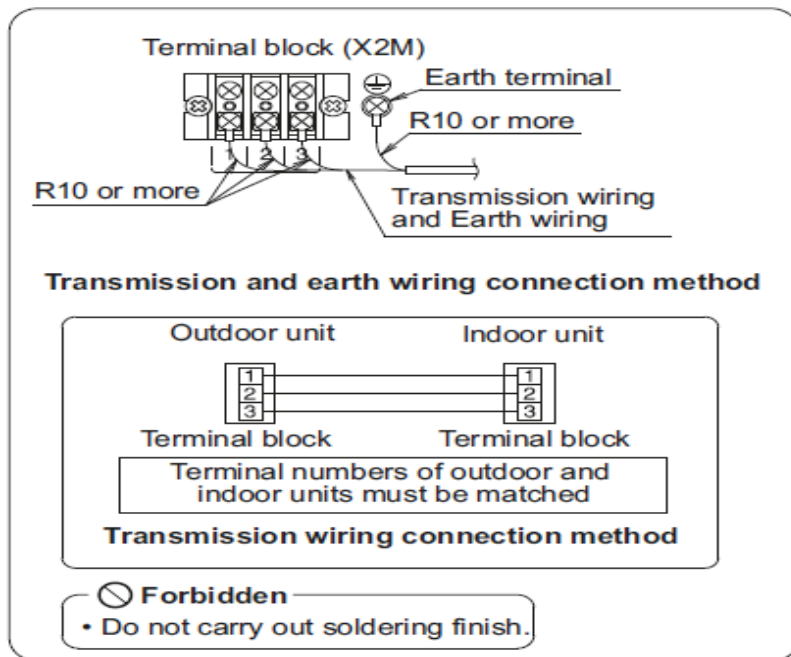 Terminal block (X2M)
Earth terminal
R10 or more
1 2 3
R10 or more
Transmission wiring
and Earth wiring
Transmission and earth wiring connection method
Outdoor unit Indoor unit
1 1
2 2
3 3
Terminal block Terminal block
Terminal numbers of outdoor and
indoor units must be matched
Transmission wiring connection method
Forbidden
• Do not carry out soldering finish.